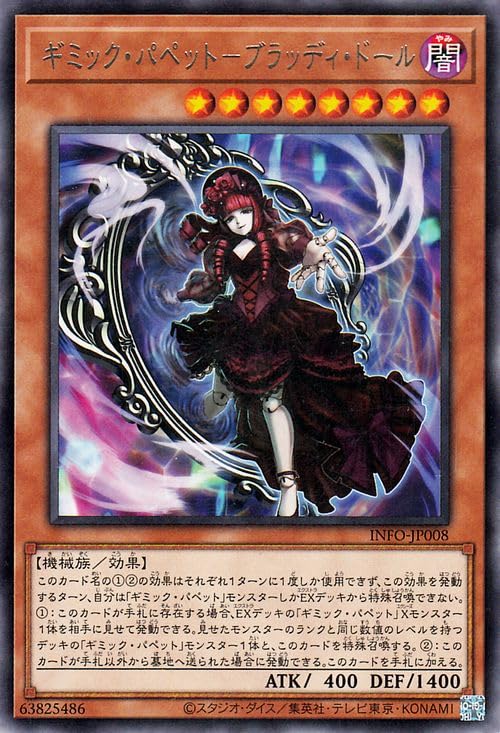 ギミック・パペット－ブラッディ・ドール
やみ
闇
INFO-JP008
【機械族／効果】
このカード名の①②の効果はそれぞれ1ターンに1度しか使用できず、この効果を発動
するターン、自分は「ギミック・パペット」モンスターしかEXデッキから特殊召喚できない。
①：このカードが手札に存在する場合、EXデッキの「ギミック・パペット」Xモンスター
1体を相手に見せて発動できる。見せたモンスターのランクと同じ数値のレベルを持つ
デッキの「ギミック・パペット」モンスター1体と、このカードを特殊召喚する。②：この
カードが手札以外から墓地へ送られた場合に発動できる。このカードを手札に加える。
ATK/ 400 DEF/1400
63825486 ©スタジオ・ダイス／集英社・テレビ東京・KONAMI